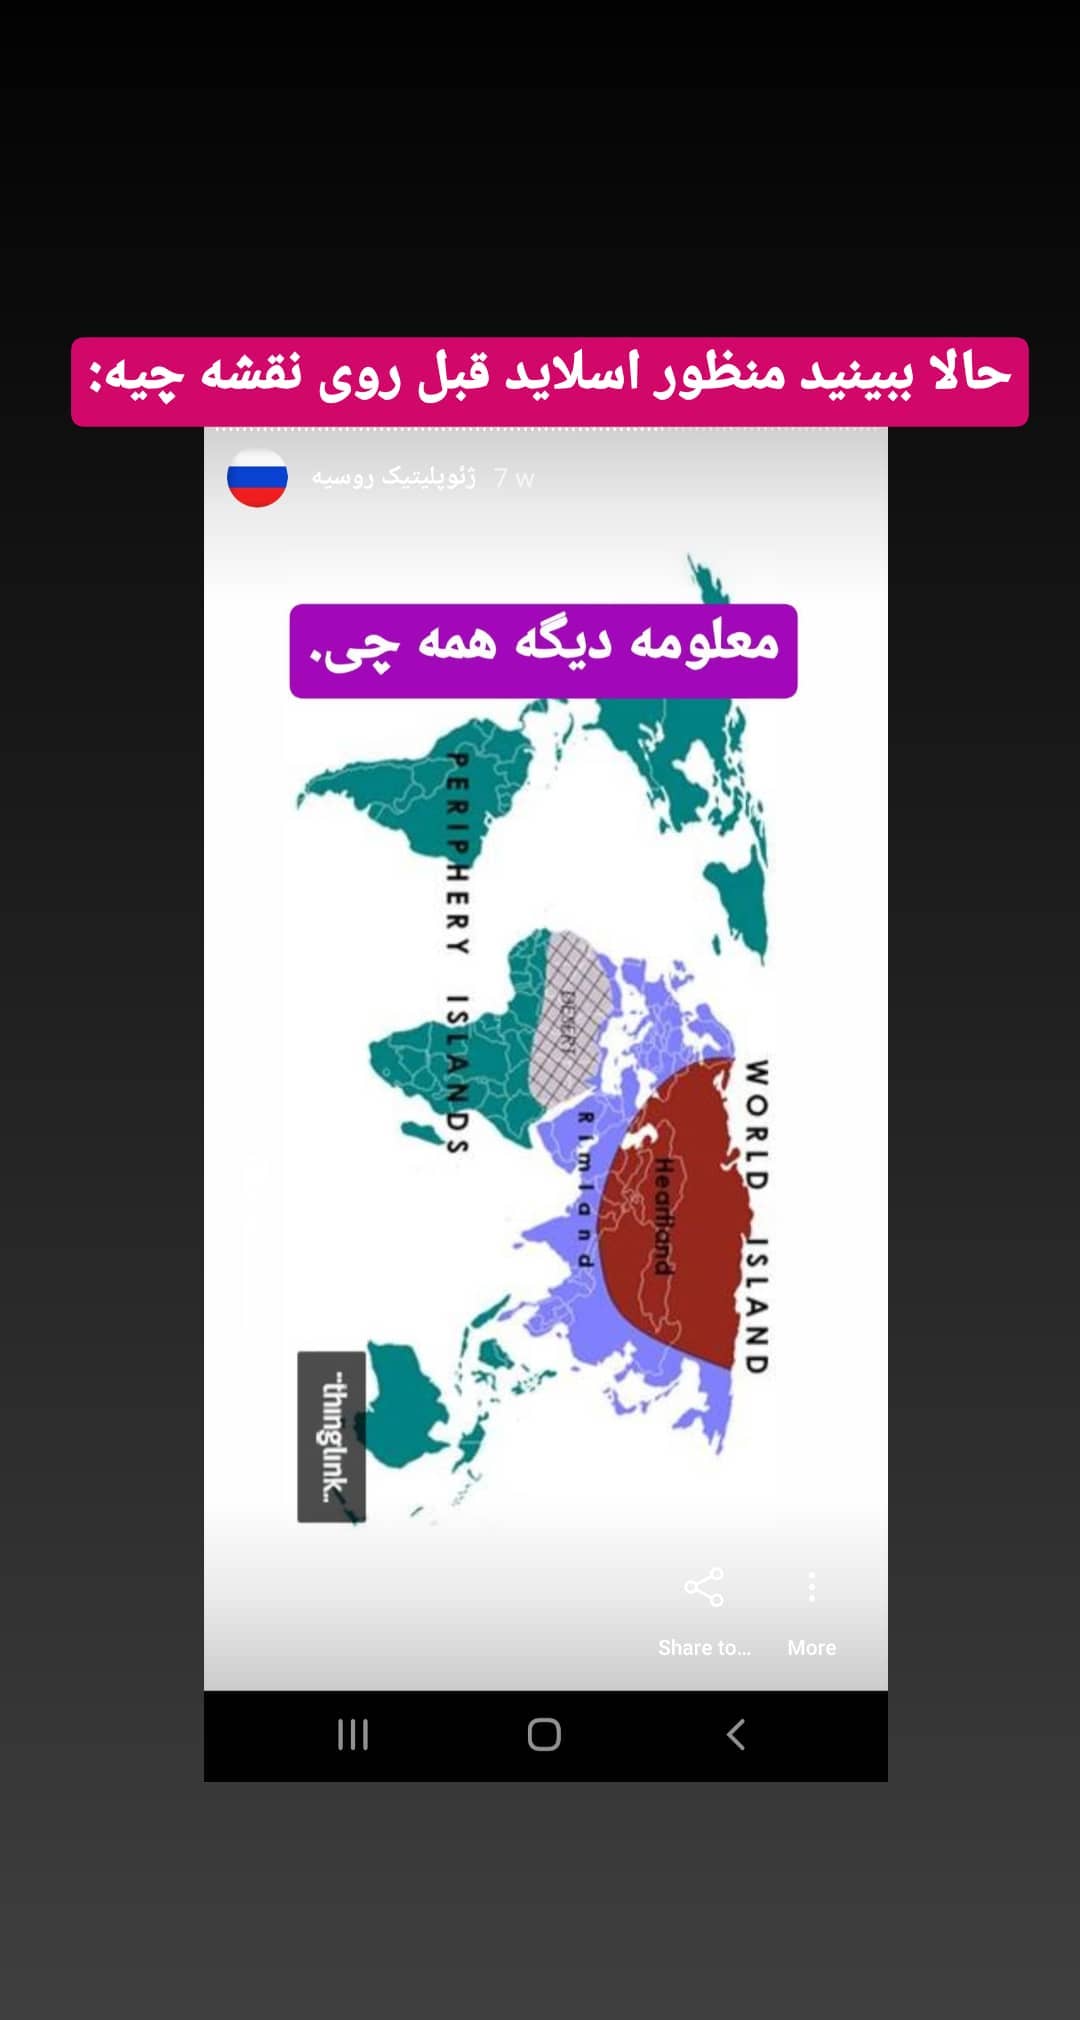 حالا ببینید منظور اسلاید قبل روی نقشه چیه:
ژئوپلیتیک روسیه 7 w
معلومه دیگه همه چی.
WORLD ISLAND
Heartland
Rimland
DESERT
PERIPHERY ISLANDS
thinglink..
Share to...
More